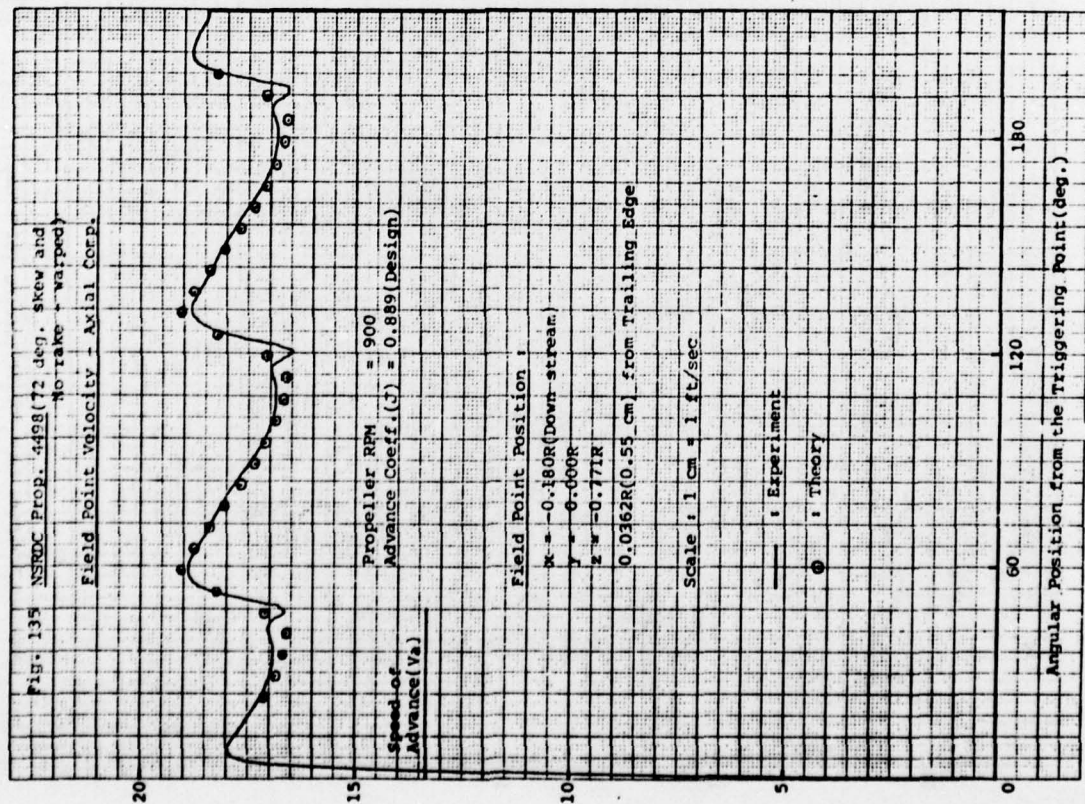 Fig. 135 NSRDC Prop. 4498(72 deg. skew and
No rake - warped)
Field Point Velocity - Axial Comp.
20
15
10
5
0
Speed of
Advance(Va)
Propeller RPM = 900
Advance Coeff.(J) = 0.889(Design)
Field Point Position :
x = -0.180R(Down stream)
Y = 0.000R
z = -0.771R
0.0362R(0.55 cm) from Trailing Edge
Scale : 1 cm = 1 ft/sec
: Experiment
: Theory
60
120
180
Angular Position from the Triggering Point(deg.)